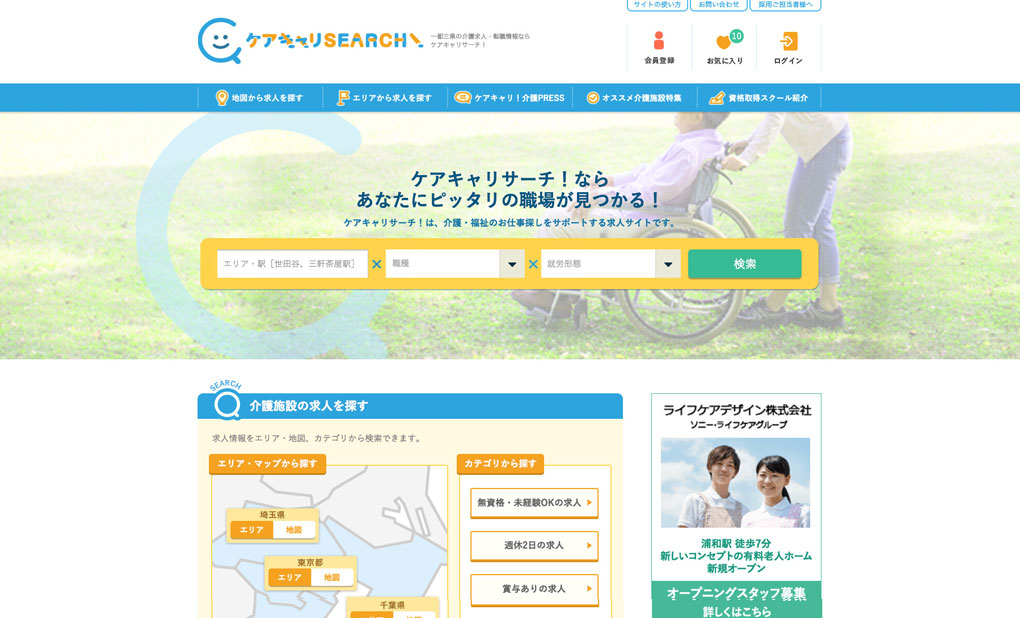 サイトの使い方
お問い合わせ
採用ご担当者様へ
ケアキャリSEARCH!
一都三県の介護求人・転職情報なら
ケアキャリサーチ！
会員登録
10
お気に入り
ログイン
地図から求人を探す
エリアから求人を探す
ケアキャリ！介護PRESS
オススメ介護施設特集
資格取得スクール紹介
ケアキャリサーチ！なら
あなたにピッタリの職場が見つかる！
ケアキャリサーチ！は、介護・福祉のお仕事探しをサポートする求人サイトです。
エリア・駅［世田谷、三軒茶屋駅］
職種
就労形態
検索
SEARCH
介護施設の求人を探す
求人情報をエリア・地図、カテゴリから検索できます。
エリア・マップから探す
埼玉県
エリア
地図
東京都
エリア
地図
千葉県
カテゴリから探す
無資格・未経験OKの求人
週休2日の求人
賞与ありの求人
ライフケアデザイン株式会社
ソニー・ライフケアグループ
浦和駅 徒歩7分
新しいコンセプトの有料老人ホーム
新規オープン
オープニングスタッフ募集
詳しくはこちら